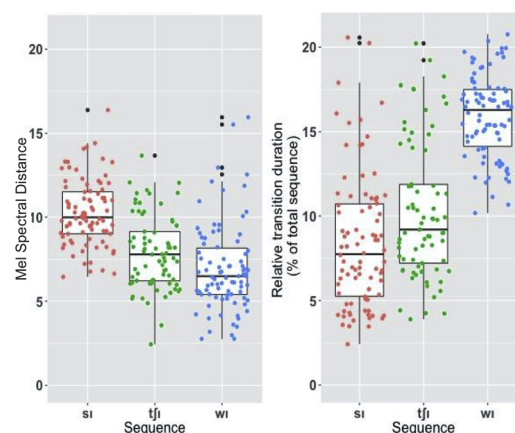 Mel Spectral Distance
20
15
10
5
0
sɪ
tʃɪ
wɪ
Sequence
Relative transition duration
(% of total sequence)
20
15
10
5
0
sɪ
tʃɪ
wɪ
Sequence